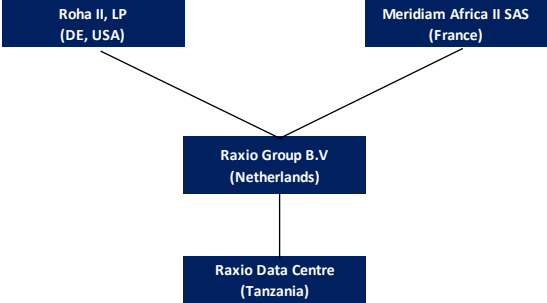 Roha II, LP
(DE, USA)
Meridiam Africa II SAS
(France)
Raxio Group B.V
(Netherlands)
Raxio Data Centre
(Tanzania)